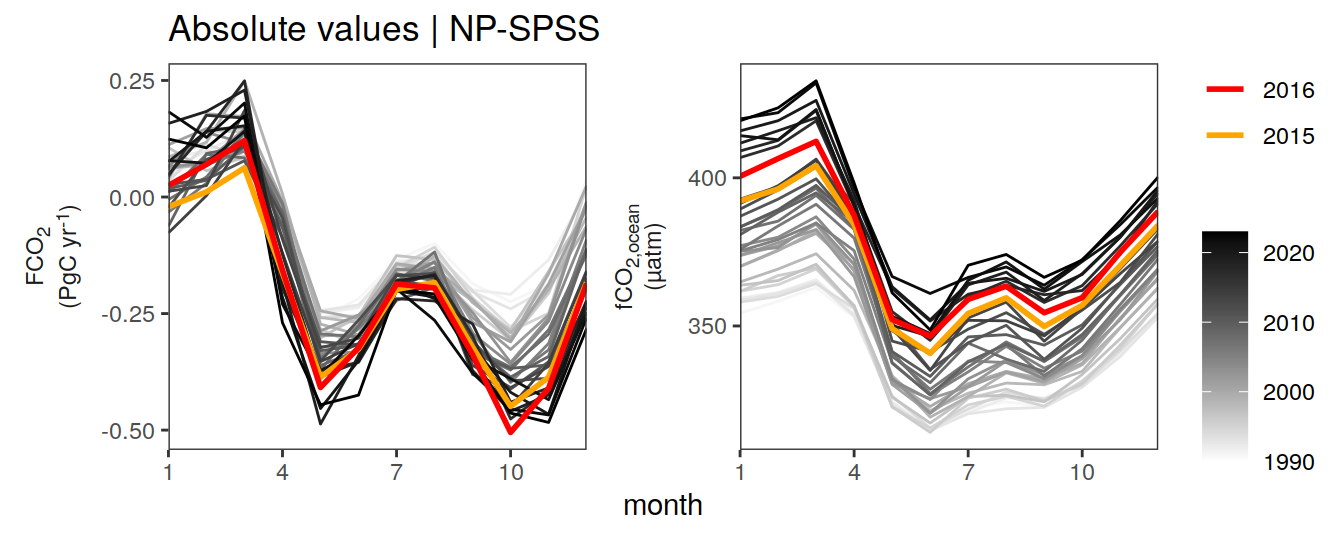 Absolute values | NP-SPSS
FCO₂
(PgC yr⁻¹)
0.25
0.00
-0.25
-0.50
1 4 7 10
fCO₂,ocean
(µatm)
400
350
1 4 7 10
month
2016
2015
2020
2010
2000
1990